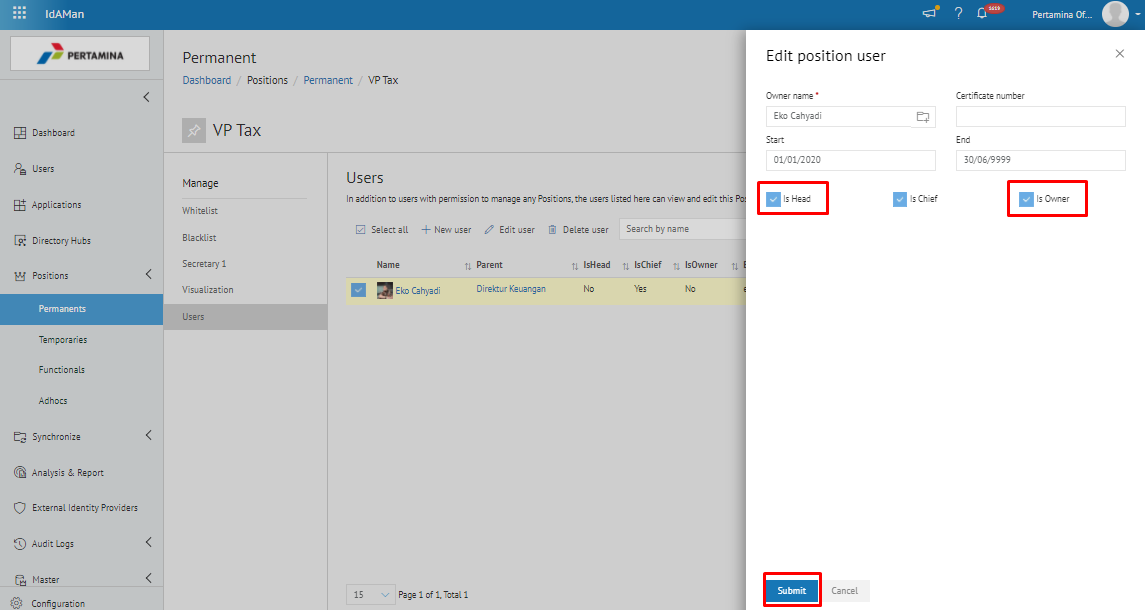 IdAMan
Pertamina Of...
PERTAMINA
Dashboard
Users
Applications
Directory Hubs
Positions
Permanents
Temporaries
Functionals
Adhocs
Synchronize
Analysis & Report
External Identity Providers
Audit Logs
Master
Configuration
Permanent
Dashboard / Positions / Permanent / VP Tax
VP Tax
Manage
Whitelist
Blacklist
Secretary 1
Visualization
Users
Users
In addition to users with permission to manage any Positions, the users listed here can view and edit this Pos
Select all New user Edit user Delete user Search by name
Name Parent IsHead IsChief IsOwner E
Eko Cahyadi Direktur Keuangan No Yes No e
15 Page 1 of 1, Total 1
Edit position user
Owner name * Certificate number
Eko Cahyadi
Start End
01/01/2020 30/06/9999
Is Head Is Chief Is Owner
Submit Cancel